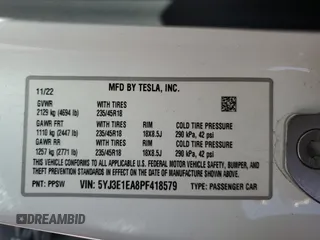 MFD BY TESLA, INC.
11/22
GVWR WITH TIRES
2129 kg (4694 lb) 235/45R18
GAWR FRT WITH TIRES RIM COLD TIRE PRESSURE
1110 kg (2447 lb) 235/45R18 18X8.5J 290 kPa, 42 psi
GAWR RR WITH TIRES RIM COLD TIRE PRESSURE
1257 kg (2771 lb) 235/45R18 18X8.5J 290 kPa, 42 psi
THIS VEHICLE CONFORMS TO ALL APPLICABLE U.S. FEDERAL MOTOR VEHICLE SAFETY, BUMPER, AND
THEFT PREVENTION STANDARDS IN EFFECT ON THE DATE OF MANUFACTURE SHOWN ABOVE.
PNT: PPSW VIN: 5YJ3E1EA8PF418579 TYPE: PASSENGER CAR
DREAMBID